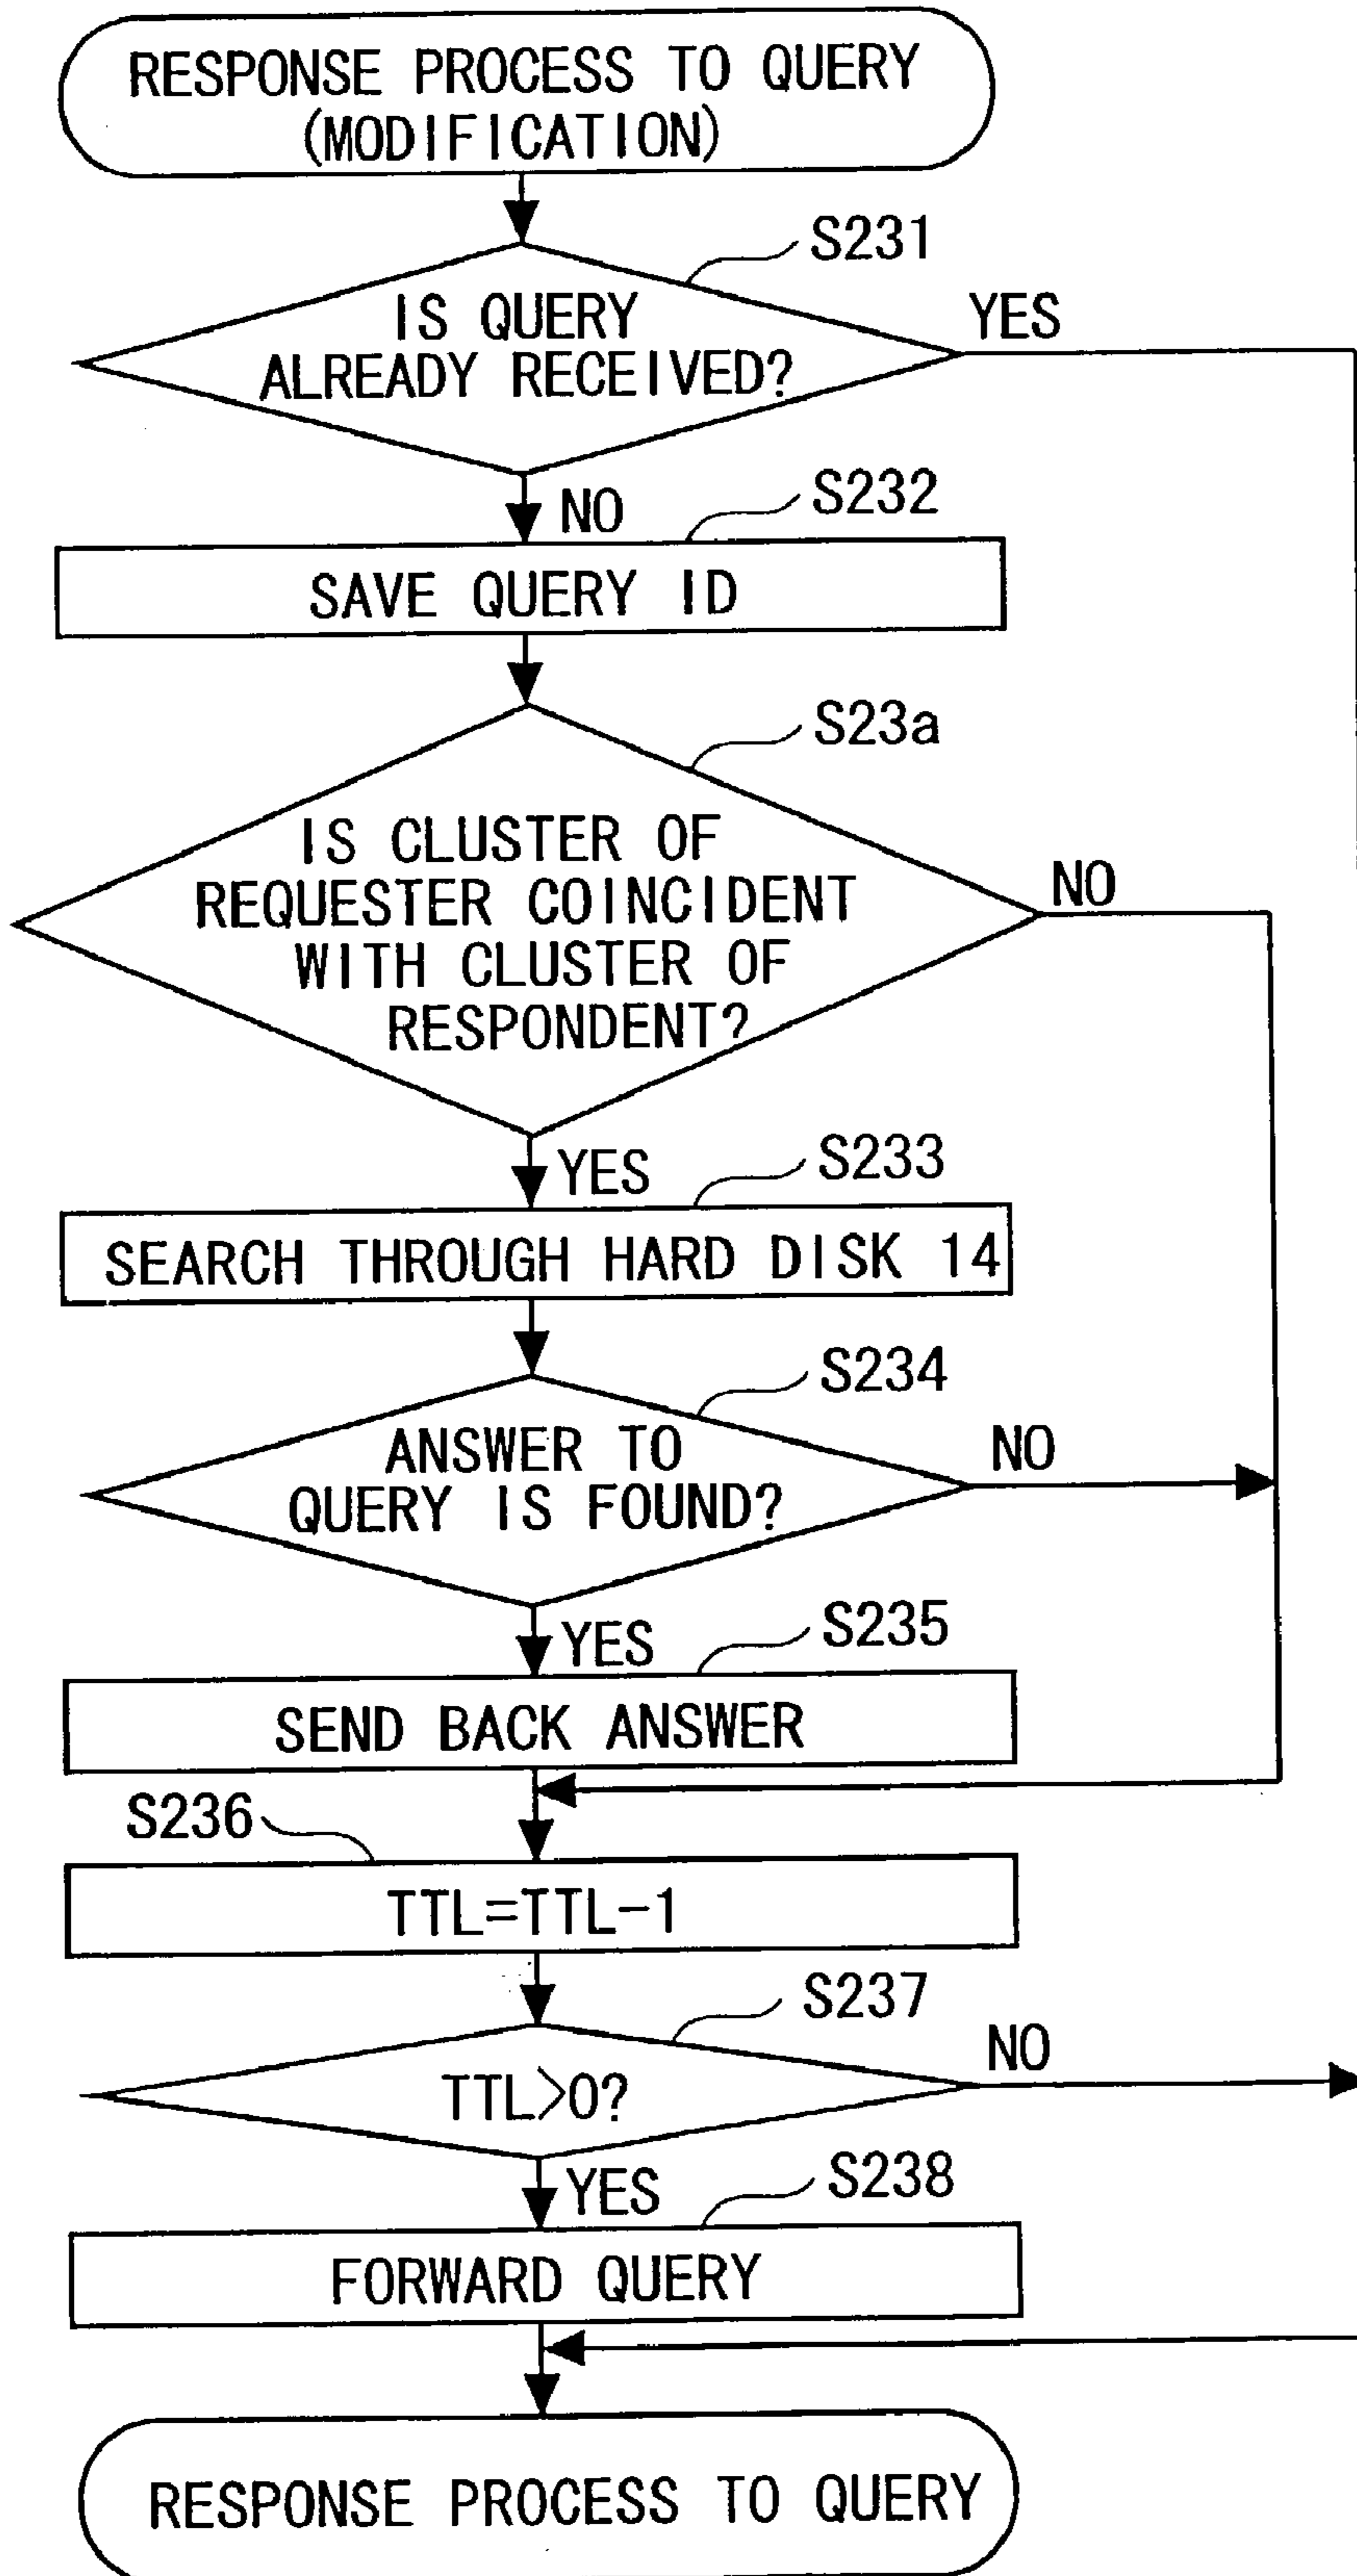 RESPONSE PROCESS TO QUERY
(MODIFICATION)
S231
IS QUERY
ALREADY RECEIVED?
YES
NO
S232
SAVE QUERY ID
S23a
IS CLUSTER OF
REQUESTER COINCIDENT
WITH CLUSTER OF
RESPONDENT?
NO
YES
S233
SEARCH THROUGH HARD DISK 14
S234
ANSWER TO
QUERY IS FOUND?
NO
YES
S235
SEND BACK ANSWER
S236
TTL=TTL-1
S237
TTL>0?
NO
YES
S238
FORWARD QUERY
RESPONSE PROCESS TO QUERY